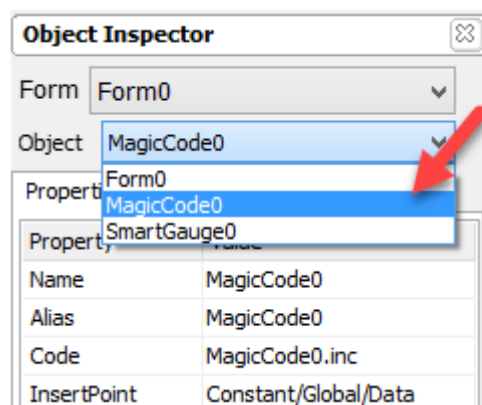 Object Inspector
Form Form0
Object MagicCode0
Form0
Properti MagicCode0
SmartGauge0
Property
Name MagicCode0
Alias MagicCode0
Code MagicCode0.inc
InsertPoint Constant/Global/Data